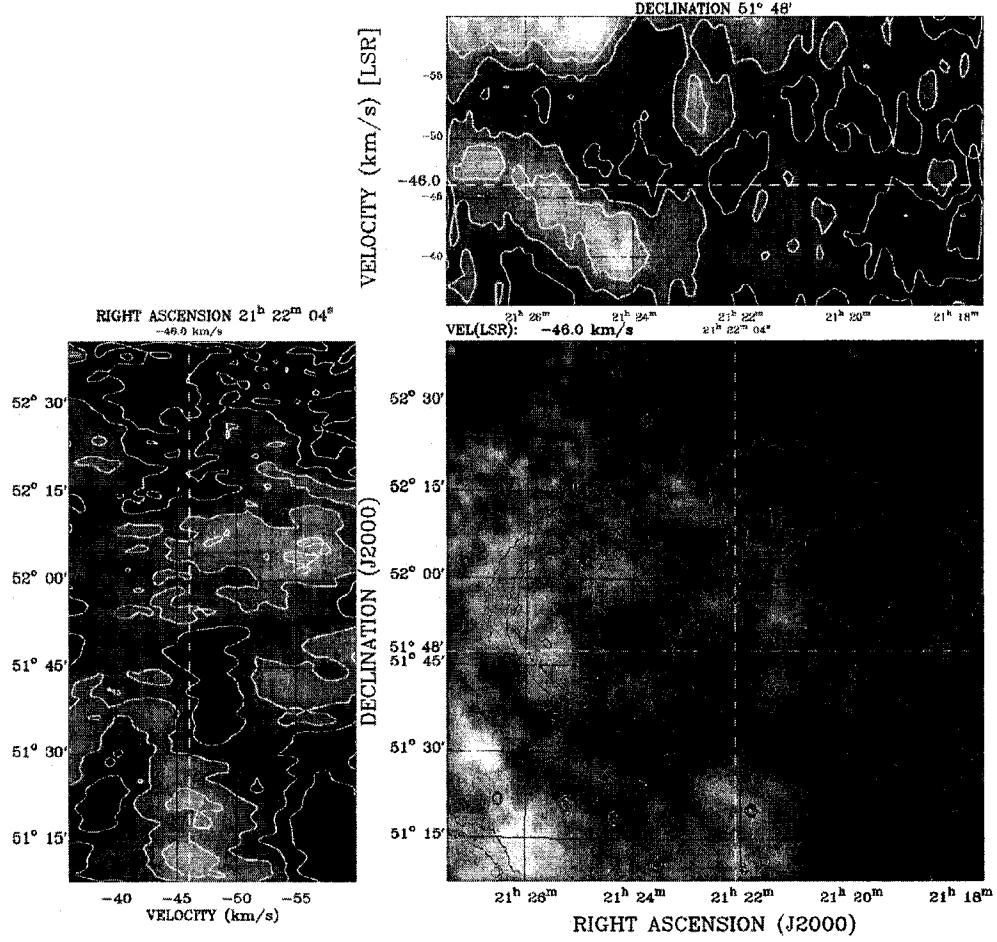 DECLINATION 51° 48'
VELOCITY (km/s) [LSR]
-55
-50
-46.0
-45
-40
21ʰ 26ᵐ 21ʰ 24ᵐ 21ʰ 22ᵐ 21ʰ 20ᵐ 21ʰ 18ᵐ
VEL(LSR): -46.0 km/s 21ʰ 22ᵐ 04ˢ
RIGHT ASCENSION 21ʰ 22ᵐ 04ˢ
-46.0 km/s
52° 30'
52° 15'
52° 00'
51° 45'
51° 30'
51° 15'
-40 -45 -50 -55
VELOCITY (km/s)
DECLINATION (J2000)
52° 30'
52° 15'
52° 00'
51° 48'
51° 45'
51° 30'
51° 15'
21ʰ 26ᵐ 21ʰ 24ᵐ 21ʰ 22ᵐ 21ʰ 20ᵐ 21ʰ 18ᵐ
RIGHT ASCENSION (J2000)